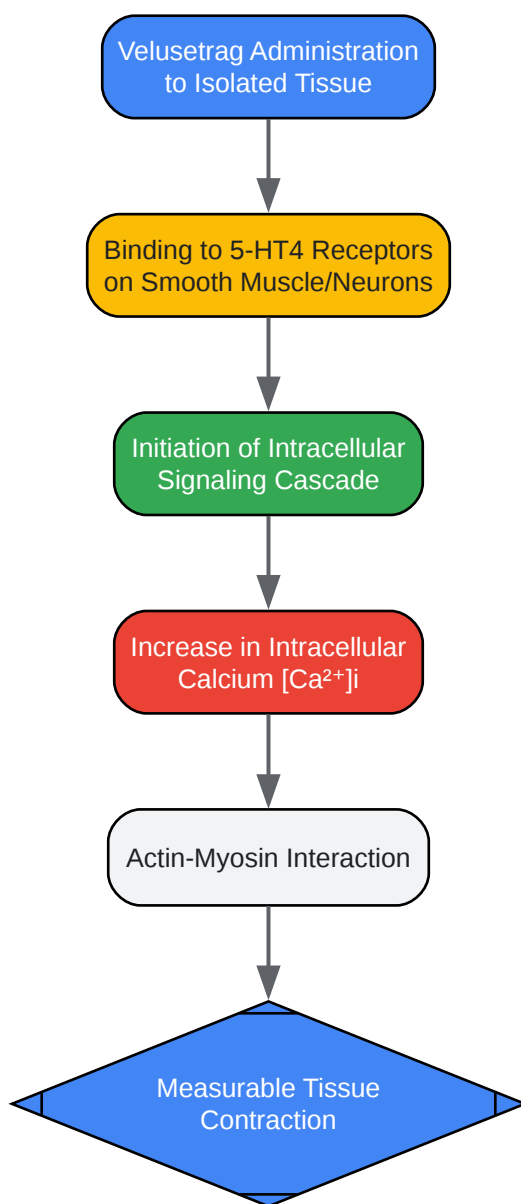 Velusetrag Administration
to Isolated Tissue
Binding to 5-HT4 Receptors
on Smooth Muscle/Neurons
Initiation of Intracellular
Signaling Cascade
Increase in Intracellular
Calcium [Ca²⁺]i
Actin-Myosin Interaction
Measurable Tissue
Contraction